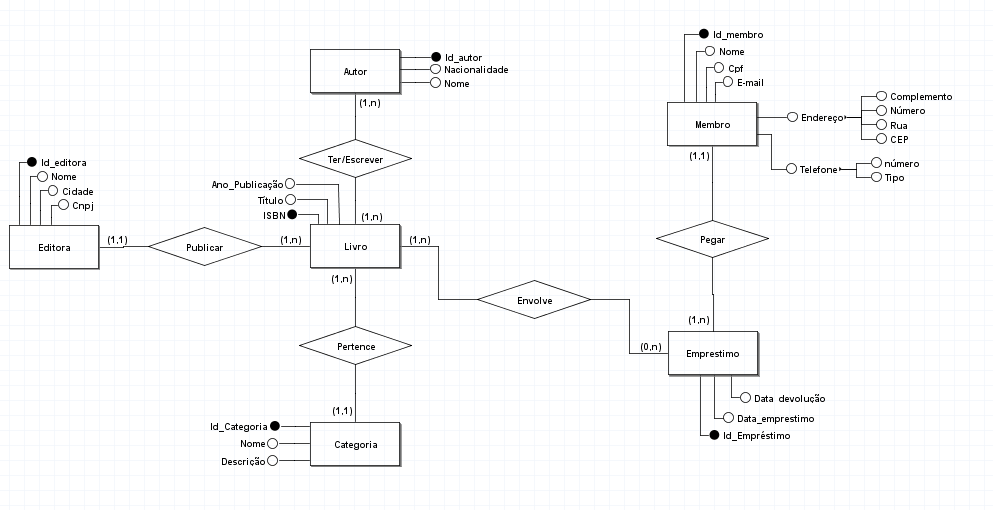 Id_autor
Nacionalidade
Nome
Autor
(1,n)
Ter/Escrever
(1,n)
Ano_Publicação
Título
ISBN
Id_editora
Nome
Cidade
Cnpj
Editora
(1,1)
Publicar
(1,n)
Livro
(1,n)
(1,n)
Pertence
(1,1)
Id_Categoria
Nome
Descrição
Categoria
Envolve
(0,n)
Id_membro
Nome
Cpf
E-mail
Membro
Endereço
Complemento
Número
Rua
CEP
Telefone
número
Tipo
(1,1)
Pegar
(1,n)
Emprestimo
Data devolução
Data_emprestimo
Id_Empréstimo